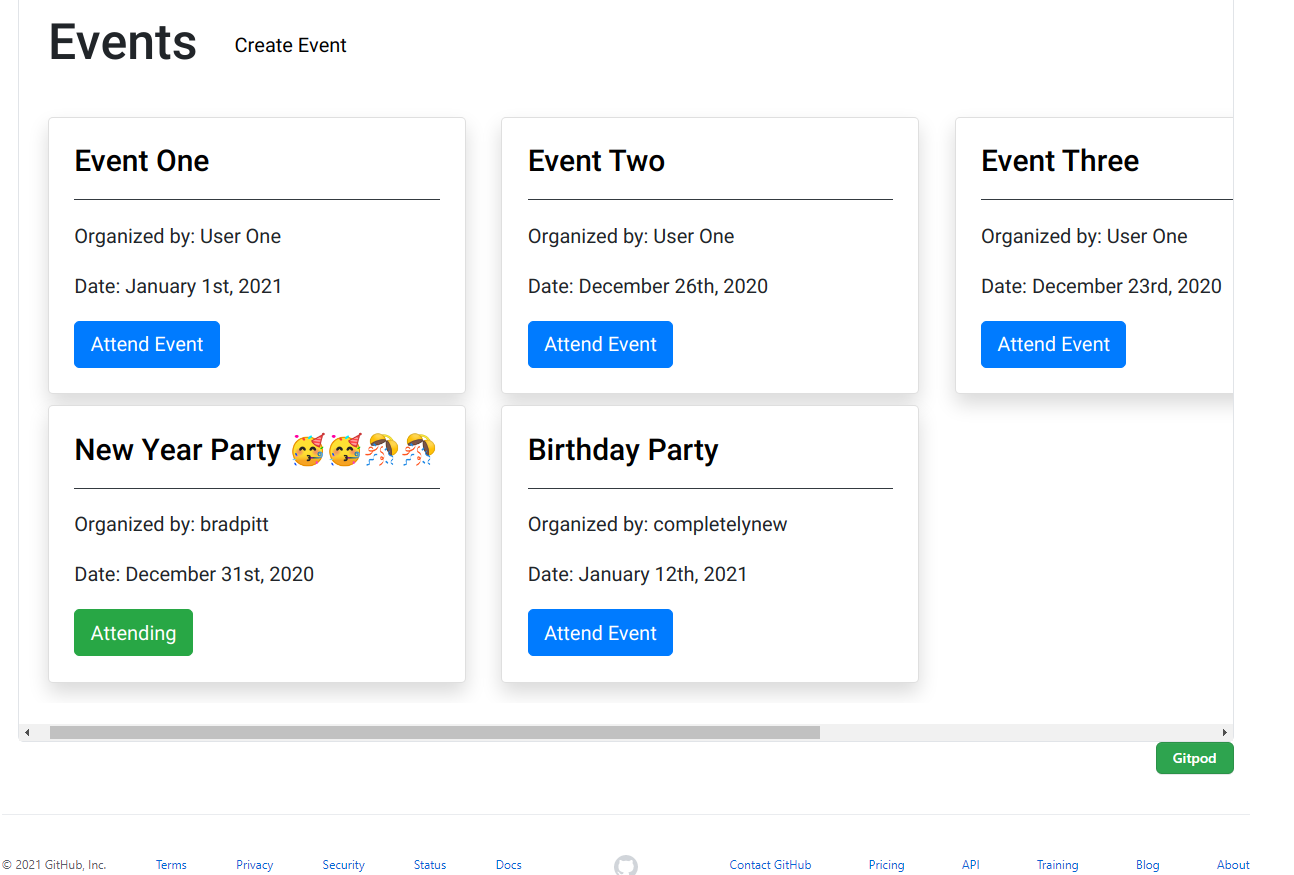 Events
Create Event
Event One
Organized by: User One
Date: January 1st, 2021
Attend Event
Event Two
Organized by: User One
Date: December 26th, 2020
Attend Event
Event Three
Organized by: User One
Date: December 23rd, 2020
Attend Event
New Year Party 🥳🥳🎊🎊
Organized by: bradpitt
Date: December 31st, 2020
Attending
Birthday Party
Organized by: completelynew
Date: January 12th, 2021
Attend Event
Gitpod
© 2021 GitHub, Inc. Terms Privacy Security Status Docs Contact GitHub Pricing API Training Blog About